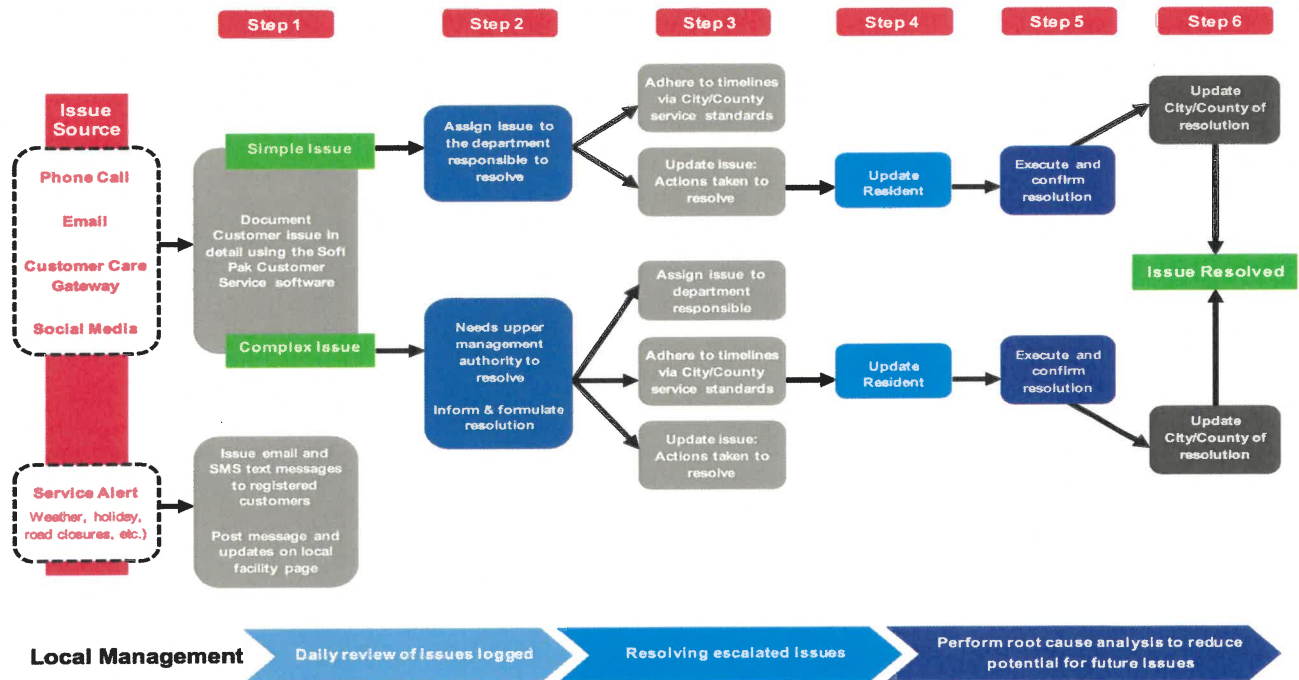 Step 1
Step 2
Step 3
Step 4
Step 5
Step 6
Issue
Source
Phone Call
Email
Customer Care
Gateway
Social Media
Service Alert
Weather, holiday,
road closures, etc.)
Simple Issue
Document
Customer issue in
detail using the Soft
Pak Customer
Service software
Complex Issue
Issue email and
SMS text messages
to registered
customers
Post message and
updates on local
facility page
Assign issue to
the department
responsible to
resolve
Needs upper
management
authority to
resolve
Inform & formulate
resolution
Adhere to timelines
via City/County
service standards
Update issue:
Actions taken to
resolve
Assign issue to
department
responsible
Adhere to timelines
via City/County
service standards
Update issue:
Actions taken to
resolve
Update
Resident
Update
Resident
Execute and
confirm
resolution
Execute and
confirm
resolution
Update
City/County of
resolution
Issue Resolved
Update
City/County of
resolution
Local Management
Daily review of issues logged
Resolving escalated issues
Perform root cause analysis to reduce
potential for future issues